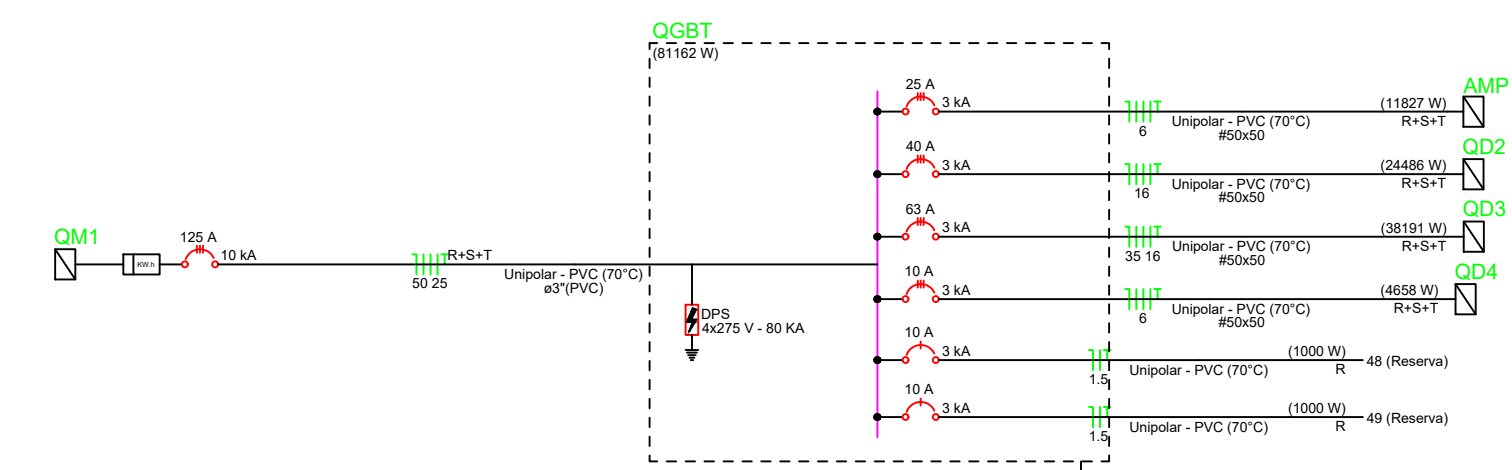 QGBT
(81162 W)
QM1
KW.h
125 A
10 kA
50 25
R+S+T
Unipolar - PVC (70°C)
ø3"(PVC)
DPS
4x275 V - 80 KA
25 A
3 kA
6
Unipolar - PVC (70°C)
#50x50
(11827 W)
R+S+T
AMP
40 A
3 kA
16
Unipolar - PVC (70°C)
#50x50
(24486 W)
R+S+T
QD2
63 A
3 kA
35 16
Unipolar - PVC (70°C)
#50x50
(38191 W)
R+S+T
QD3
10 A
3 kA
6
Unipolar - PVC (70°C)
#50x50
(4658 W)
R+S+T
QD4
10 A
3 kA
1.5
Unipolar - PVC (70°C)
(1000 W)
R
48 (Reserva)
10 A
3 kA
1.5
Unipolar - PVC (70°C)
(1000 W)
R
49 (Reserva)